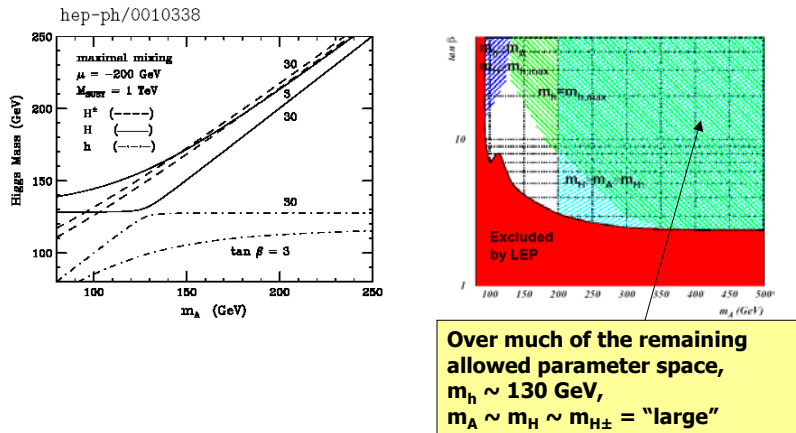 hep-ph/0010338
250
200
150
100
Higgs Mass (GeV)
maximal mixing
μ = -200 GeV
M_SUSY = 1 TeV
H± (-----)
H (———)
h (-·-·-·-)
30
3
30
30
tan β = 3
100
150
200
250
m_A (GeV)
tan β
10
1
m_h=m_h,max
Excluded
by LEP
100 150 200 250 300 350 400 450 500
m_A (GeV)
Over much of the remaining
allowed parameter space,
m_h ~ 130 GeV,
m_A ~ m_H ~ m_H± = “large”